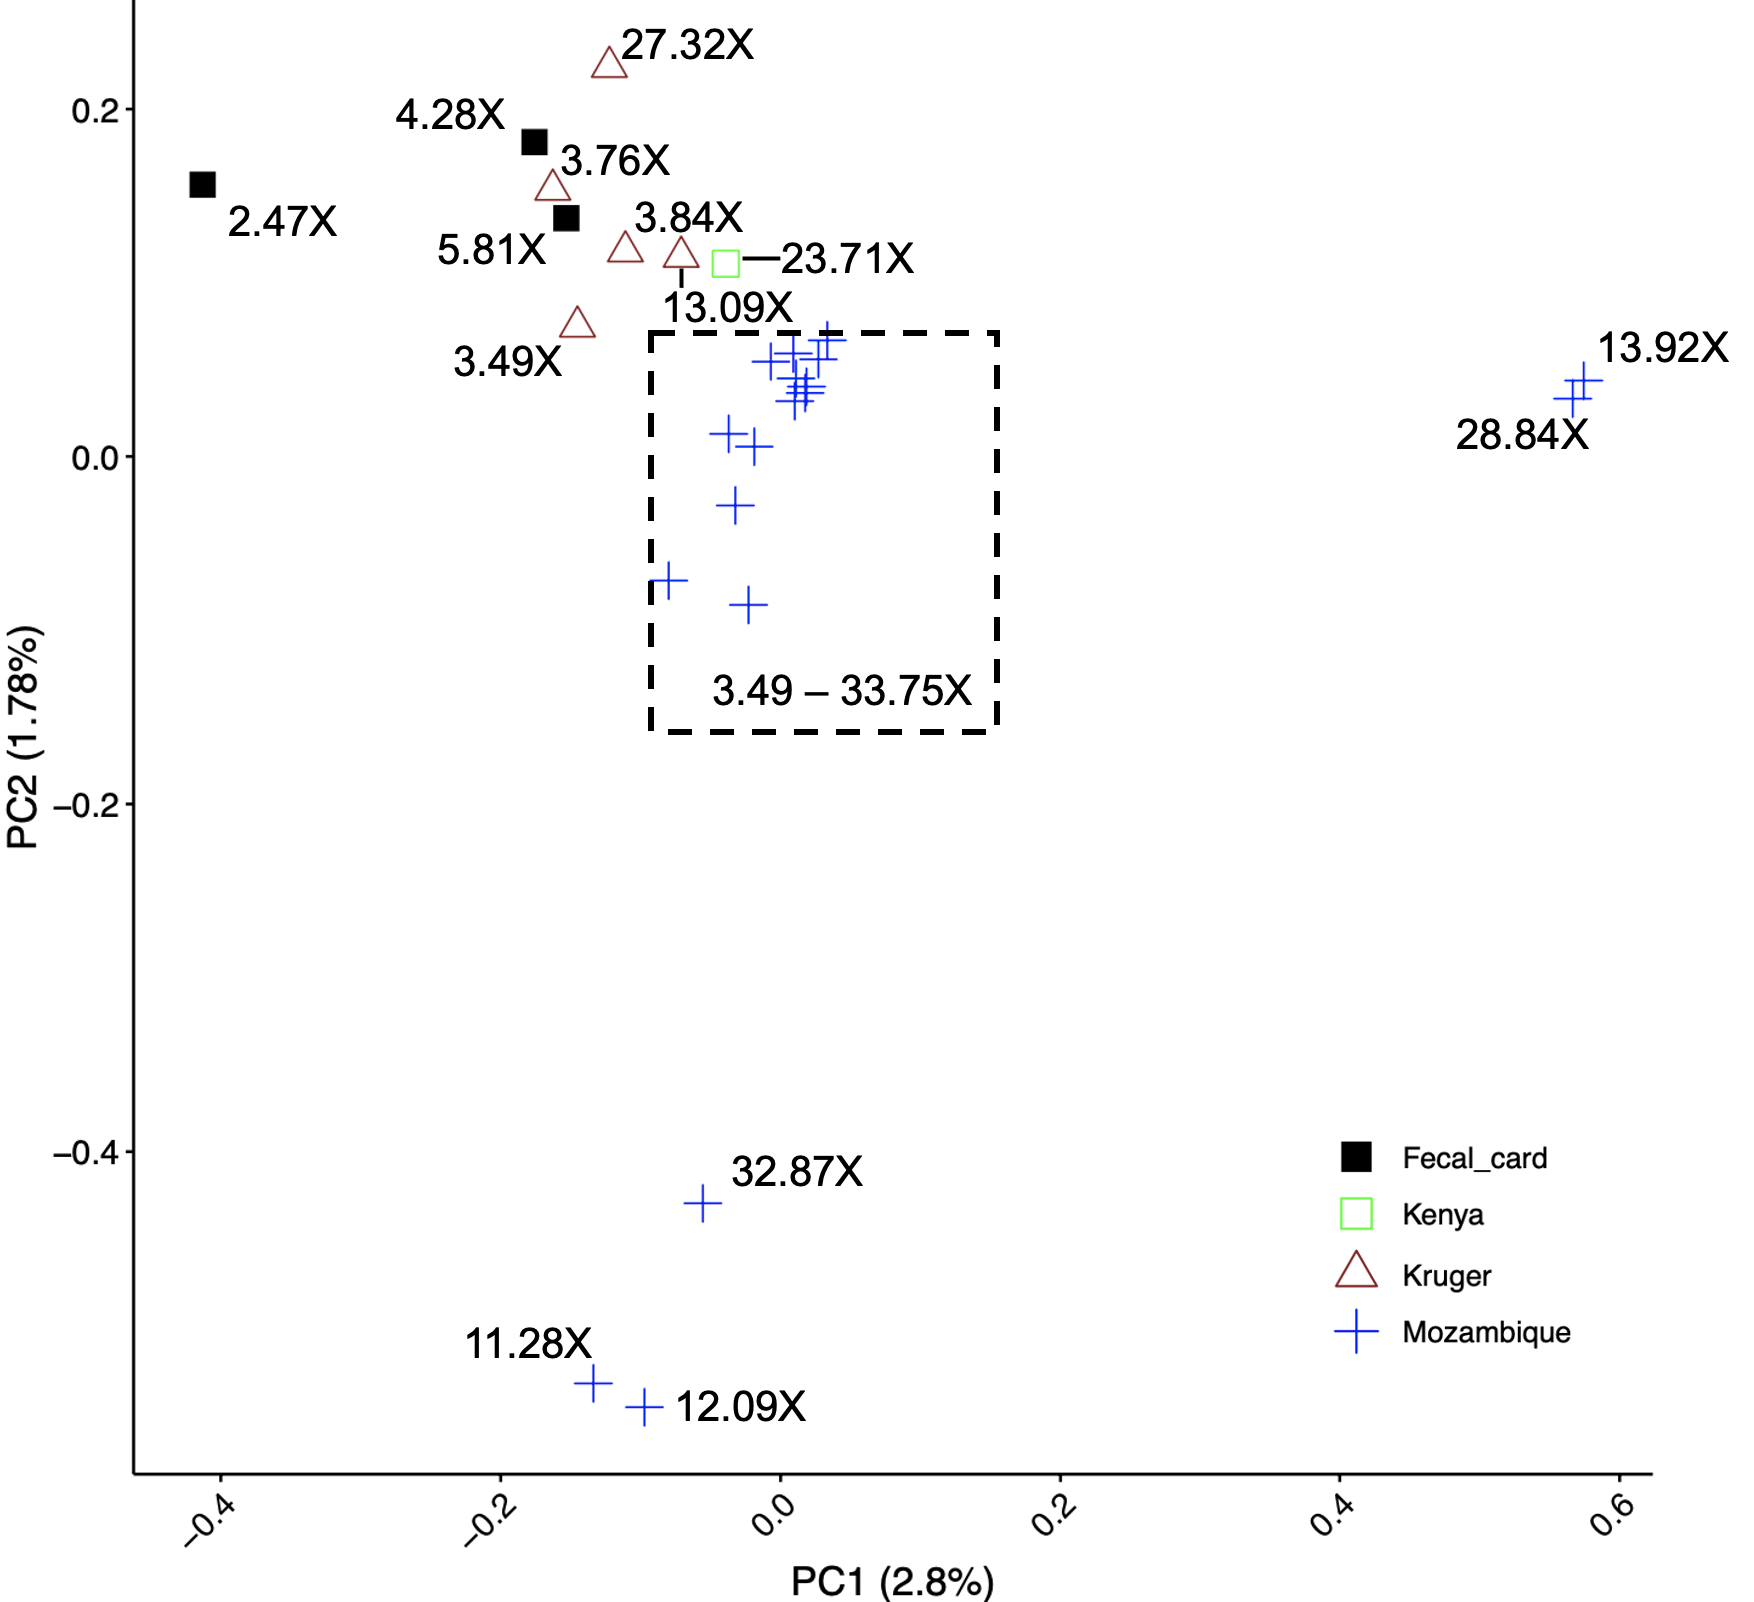 27.32X
0.2
4.28X
3.76X
2.47X
3.84X
5.81X
23.71X
13.09X
3.49X
13.92X
28.84X
0.0
3.49 – 33.75X
PC2 (1.78%)
−0.2
−0.4
32.87X
Fecal_card
Kenya
Kruger
Mozambique
11.28X
12.09X
−0.4
−0.2
0.0
0.2
0.4
0.6
PC1 (2.8%)